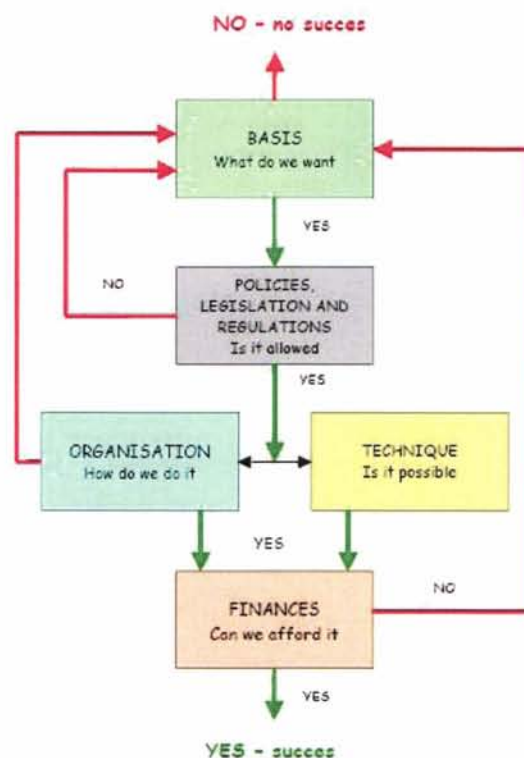 NO – no succes
BASIS
What do we want
YES
NO
POLICIES,
LEGISLATION AND
REGULATIONS
Is it allowed
YES
ORGANISATION
How do we do it
TECHNIQUE
Is it possible
YES
FINANCES
Can we afford it
NO
YES
YES – succes